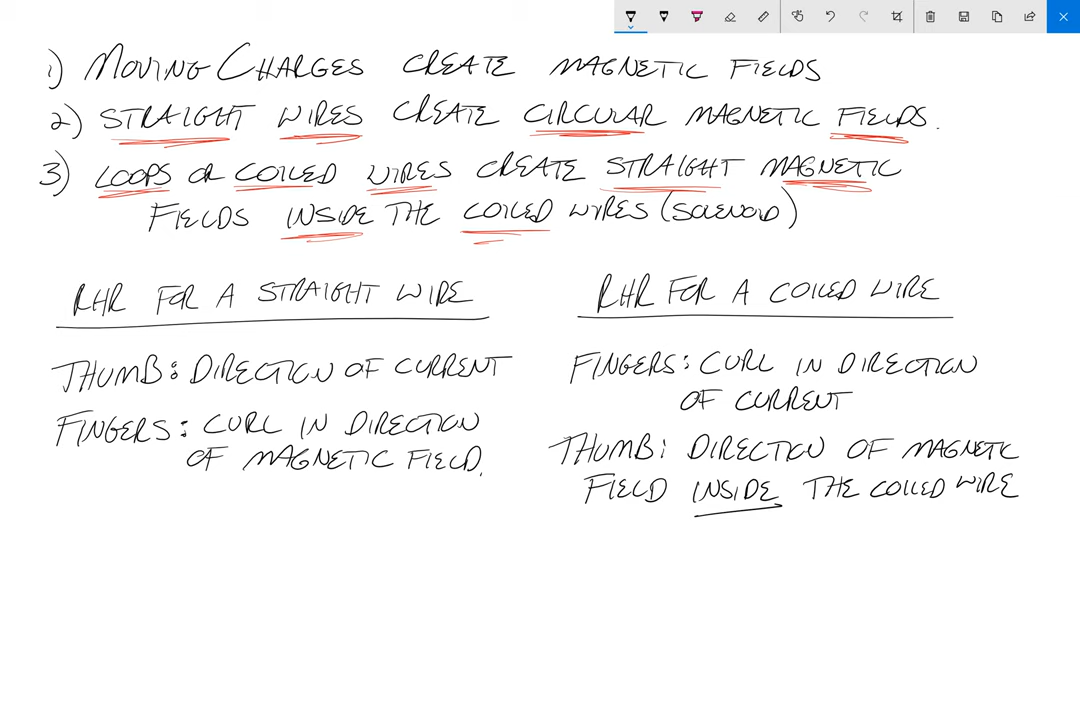 1) MOVING CHARGES CREATE MAGNETIC FIELDS
2) STRAIGHT WIRES CREATE CIRCULAR MAGNETIC FIELDS.
3) LOOPS OR COILED WIRES CREATE STRAIGHT MAGNETIC
FIELDS INSIDE THE COILED WIRES (SOLENOID)
RHR FOR A STRAIGHT WIRE
THUMB: DIRECTION OF CURRENT
FINGERS: CURL IN DIRECTION
OF MAGNETIC FIELD.
RHR FOR A COILED WIRE
FINGERS: CURL IN DIRECTION
OF CURRENT
THUMB: DIRECTION OF MAGNETIC
FIELD INSIDE THE COILED WIRE